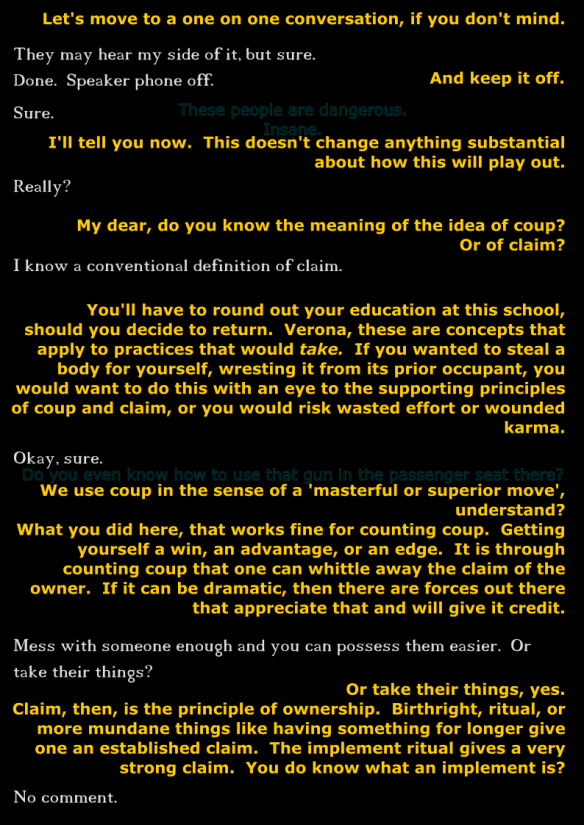 Let's move to a one on one conversation, if you don't mind.
They may hear my side of it, but sure.
Done.  Speaker phone off.
And keep it off.
Sure.
These people are dangerous.
Insane.
I'll tell you now.  This doesn't change anything substantial
about how this will play out.
Really?
My dear, do you know the meaning of the idea of coup?
Or of claim?
I know a conventional definition of claim.
You'll have to round out your education at this school,
should you decide to return.  Verona, these are concepts that
apply to practices that would take.  If you wanted to steal a
body for yourself, wresting it from its prior occupant, you
would want to do this with an eye to the supporting principles
of coup and claim, or you would risk wasted effort or wounded
karma.
Okay, sure.
Do you even know how to use that gun in the passenger seat there?
We use coup in the sense of a 'masterful or superior move',
understand?
What you did here, that works fine for counting coup.  Getting
yourself a win, an advantage, or an edge.  It is through
counting coup that one can whittle away the claim of the
owner.  If it can be dramatic, then there are forces out there
that appreciate that and will give it credit.
Mess with someone enough and you can possess them easier.  Or
take their things?
Or take their things, yes.
Claim, then, is the principle of ownership.  Birthright, ritual, or
more mundane things like having something for longer give
one an established claim.  The implement ritual gives a very
strong claim.  You do know what an implement is?
No comment.